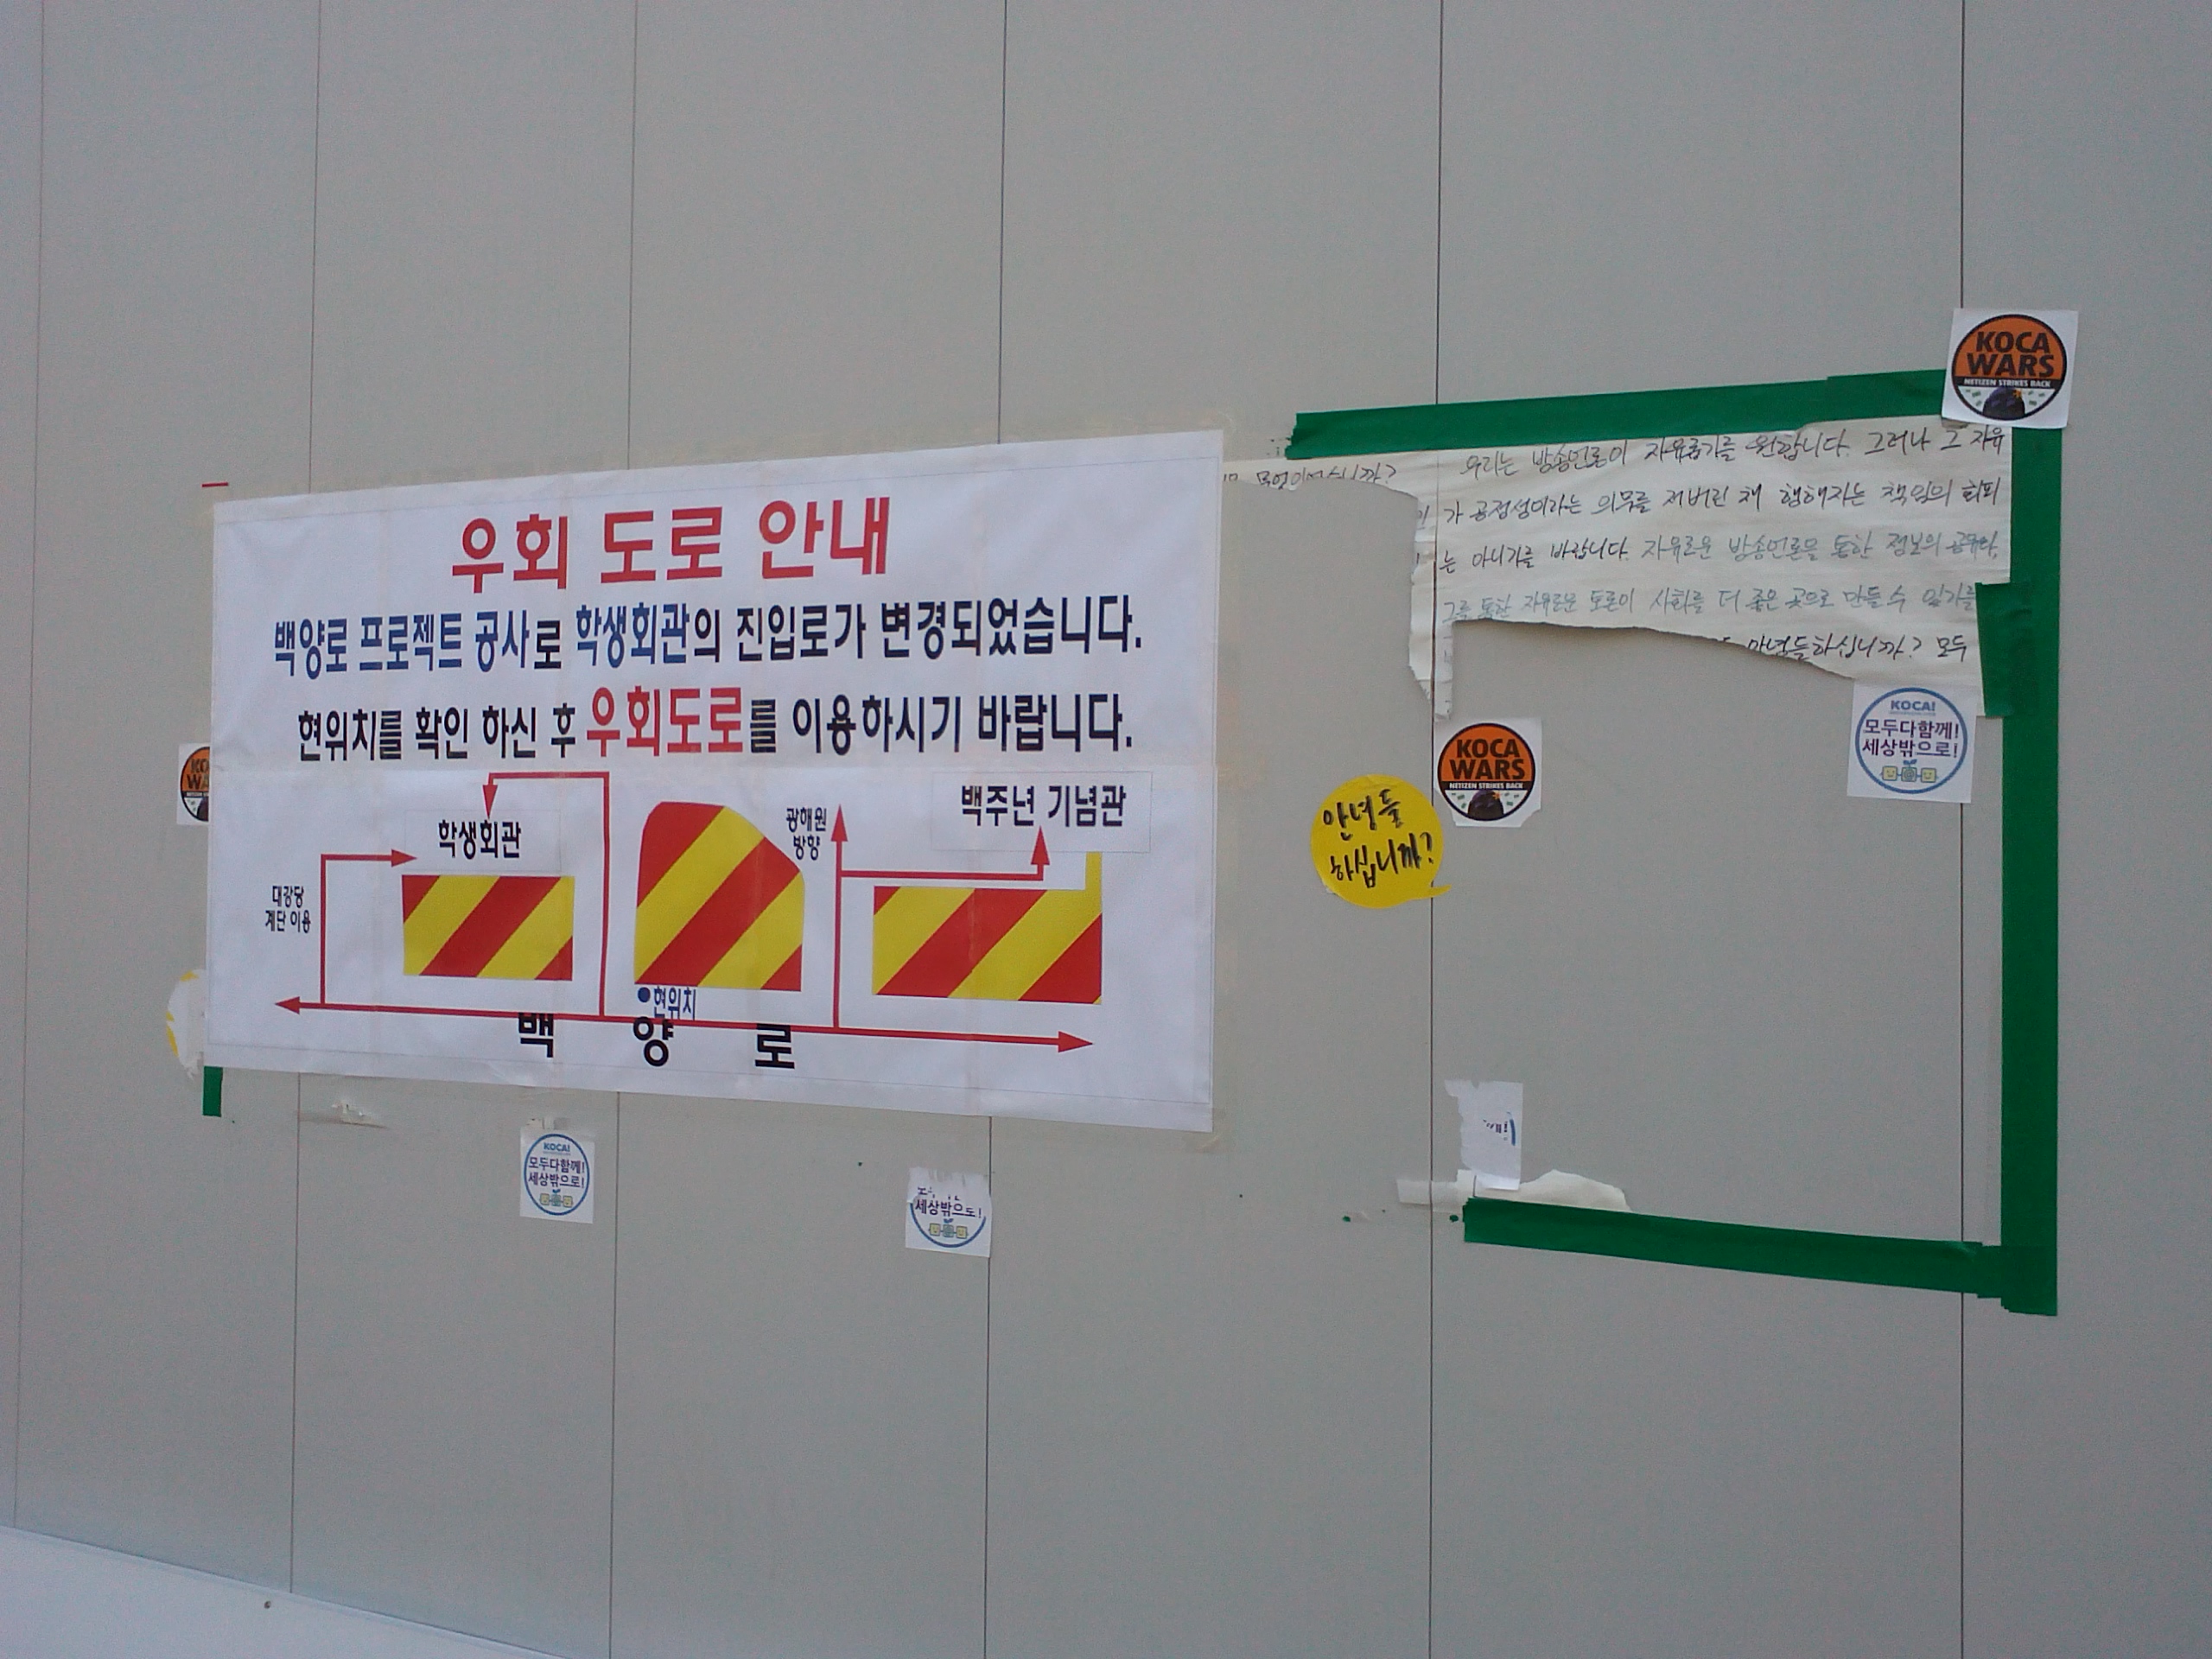 우회 도로 안내
백양로 프로젝트 공사로 학생회관의 진입로가 변경되었습니다.
현위치를 확인 하신 후 우회도로를 이용하시기 바랍니다.
학생회관
대강당
계단 이용
광해원
방향
백주년 기념관
현위치
백 양 로
우리는 방송언론이 자유롭기를 원합니다. 그러나 그 자유
가 공정성이라는 의무를 저버린 채 행해지는 책임의 회피
는 아니기를 바랍니다. 자유로운 방송언론을 통한 정보의 공유와,
그를 통한 자유로운 토론이 사회를 더 좋은 곳으로 만들 수 있기를
안녕들하십니까? 모두
안녕들
하십니까?
KOCA
WARS
NETIZEN STRIKES BACK
KOCA
WARS
NETIZEN STRIKES BACK
KOCA!
모두다함께!
세상밖으로!
KOCA!
모두다함께!
세상밖으로!
세상밖으로!